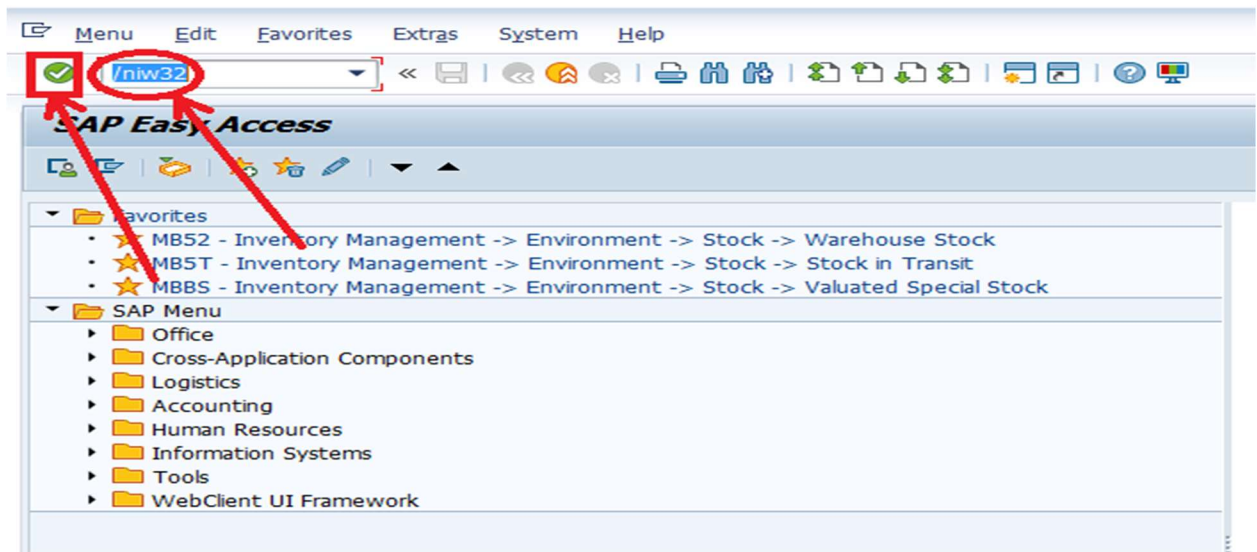 Menu Edit Favorites Extras System Help
/niw32
SAP Easy Access
Favorites
MB52 - Inventory Management -> Environment -> Stock -> Warehouse Stock
MB5T - Inventory Management -> Environment -> Stock -> Stock in Transit
MBBS - Inventory Management -> Environment -> Stock -> Valuated Special Stock
SAP Menu
Office
Cross-Application Components
Logistics
Accounting
Human Resources
Information Systems
Tools
WebClient UI Framework